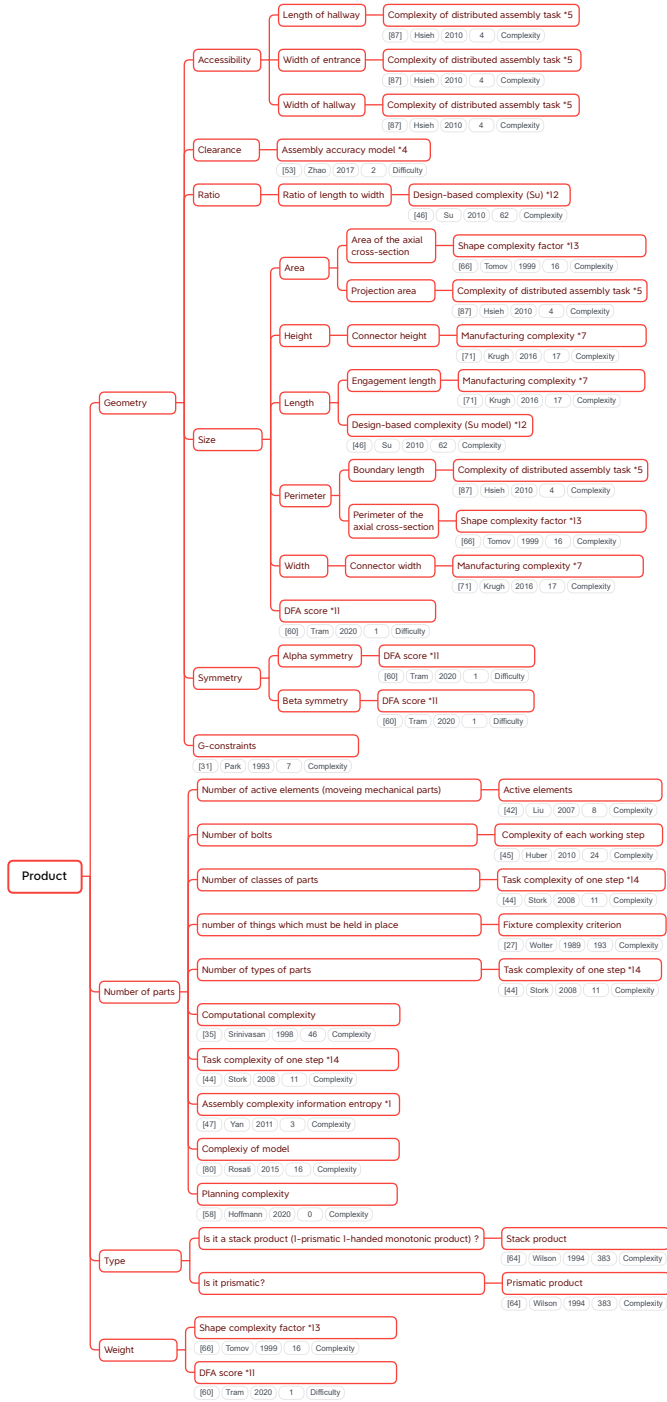 Product
Geometry
Accessibility
Length of hallway
Complexity of distributed assembly task *5
[87] Hsieh 2010 4 Complexity
Width of entrance
Complexity of distributed assembly task *5
[87] Hsieh 2010 4 Complexity
Width of hallway
Complexity of distributed assembly task *5
[87] Hsieh 2010 4 Complexity
Clearance
Assembly accuracy model *4
[53] Zhao 2017 2 Difficulty
Ratio
Ratio of length to width
Design-based complexity (Su) *12
[46] Su 2010 62 Complexity
Size
Area
Area of the axial
cross-section
Shape complexity factor *13
[66] Tomov 1999 16 Complexity
Projection area
Complexity of distributed assembly task *5
[87] Hsieh 2010 4 Complexity
Height
Connector height
Manufacturing complexity *7
[71] Krugh 2016 17 Complexity
Length
Engagement length
Manufacturing complexity *7
[71] Krugh 2016 17 Complexity
Design-based complexity (Su model) *12
[46] Su 2010 62 Complexity
Perimeter
Boundary length
Complexity of distributed assembly task *5
[87] Hsieh 2010 4 Complexity
Perimeter of the
axial cross-section
Shape complexity factor *13
[66] Tomov 1999 16 Complexity
Width
Connector width
Manufacturing complexity *7
[71] Krugh 2016 17 Complexity
DFA score *11
[60] Tram 2020 1 Difficulty
Symmetry
Alpha symmetry
DFA score *11
[60] Tram 2020 1 Difficulty
Beta symmetry
DFA score *11
[60] Tram 2020 1 Difficulty
G-constraints
[31] Park 1993 7 Complexity
Number of parts
Number of active elements (moveing mechanical parts)
Active elements
[42] Liu 2007 8 Complexity
Number of bolts
Complexity of each working step
[45] Huber 2010 24 Complexity
Number of classes of parts
Task complexity of one step *14
[44] Stork 2008 11 Complexity
number of things which must be held in place
Fixture complexity criterion
[27] Wolter 1989 193 Complexity
Number of types of parts
Task complexity of one step *14
[44] Stork 2008 11 Complexity
Computational complexity
[35] Srinivasan 1998 46 Complexity
Task complexity of one step *14
[44] Stork 2008 11 Complexity
Assembly complexity information entropy *1
[47] Yan 2011 3 Complexity
Complexiy of model
[80] Rosati 2015 16 Complexity
Planning complexity
[58] Hoffmann 2020 0 Complexity
Type
Is it a stack product (1-prismatic 1-handed monotonic product) ?
Stack product
[64] Wilson 1994 383 Complexity
Is it prismatic?
Prismatic product
[64] Wilson 1994 383 Complexity
Weight
Shape complexity factor *13
[66] Tomov 1999 16 Complexity
DFA score *11
[60] Tram 2020 1 Difficulty